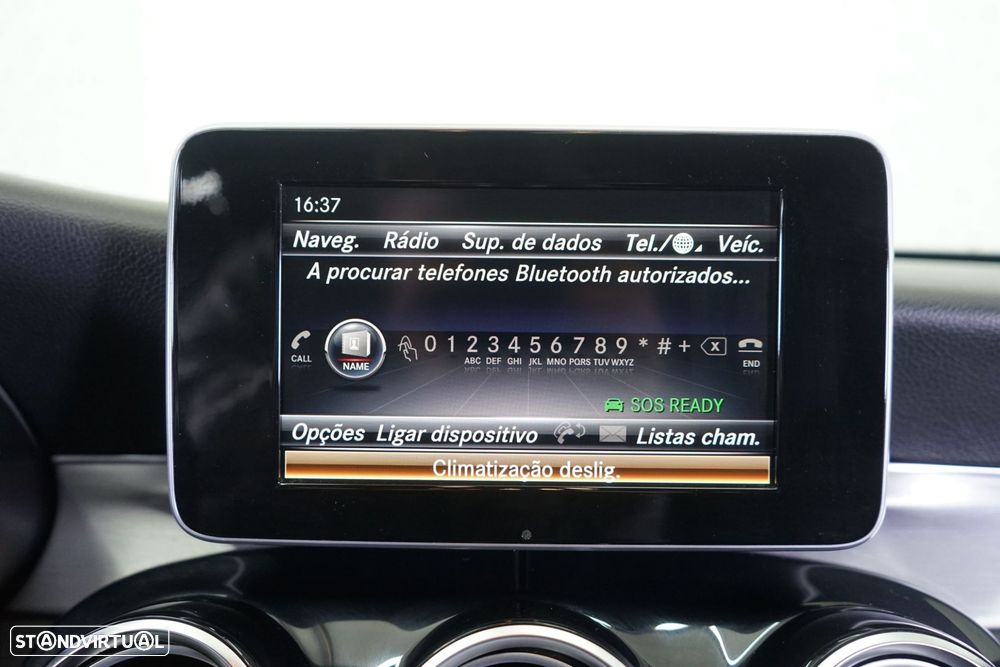 16:37
Naveg. Rádio Sup. de dados Tel./ Veíc.
A procurar telefones Bluetooth autorizados...
CALL NAME 0 1 2 3 4 5 6 7 8 9 * # + X END
ABC DEF GHI JKL MNO PQRS TUV WXYZ
SOS READY
Opções Ligar dispositivo Listas cham.
Climatização deslig.
STANDVIRTUAL